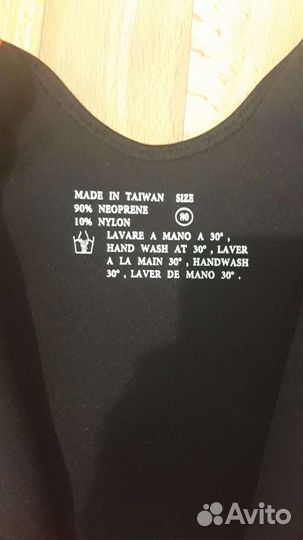 MADE IN TAIWAN SIZE
90% NEOPRENE 80
10% NYLON
LAVARE A MANO A 30°,
HAND WASH AT 30°, LAVER
A LA MAIN 30°, HANDWASH
30°, LAVER DE MANO 30°.
Avito